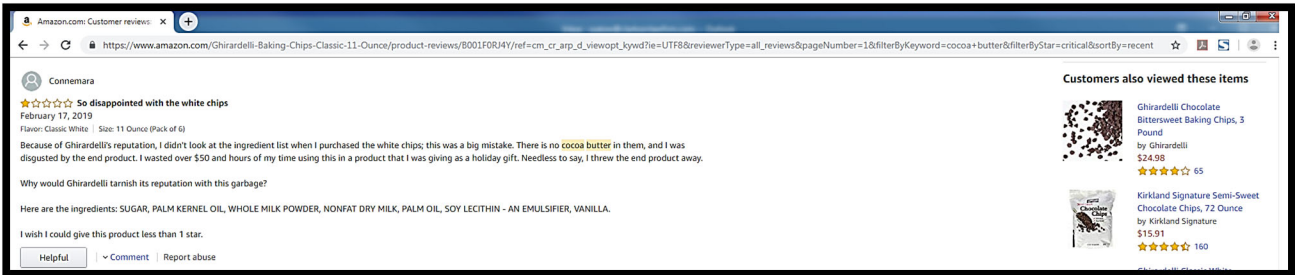 Amazon.com: Customer reviews:
https://www.amazon.com/Ghirardelli-Baking-Chips-Classic-11-Ounce/product-reviews/B001F0RJ4Y/ref=cm_cr_arp_d_viewopt_kywd?ie=UTF8&reviewerType=all_reviews&pageNumber=1&filterByKeyword=cocoa+butter&filterByStar=critical&sortBy=recent
Connemara
So disappointed with the white chips
February 17, 2019
Flavor: Classic White | Size: 11 Ounce (Pack of 6)
Because of Ghirardelli's reputation, I didn't look at the ingredient list when I purchased the white chips; this was a big mistake. There is no cocoa butter in them, and I was
disgusted by the end product. I wasted over $50 and hours of my time using this in a product that I was giving as a holiday gift. Needless to say, I threw the end product away.
Why would Ghirardelli tarnish its reputation with this garbage?
Here are the ingredients: SUGAR, PALM KERNEL OIL, WHOLE MILK POWDER, NONFAT DRY MILK, PALM OIL, SOY LECITHIN - AN EMULSIFIER, VANILLA.
I wish I could give this product less than 1 star.
Helpful | Comment | Report abuse
Customers also viewed these items
Ghirardelli Chocolate
Bittersweet Baking Chips, 3
Pound
by Ghirardelli
$24.98
65
Kirkland Signature Semi-Sweet
Chocolate Chips, 72 Ounce
by Kirkland Signature
$15.91
160